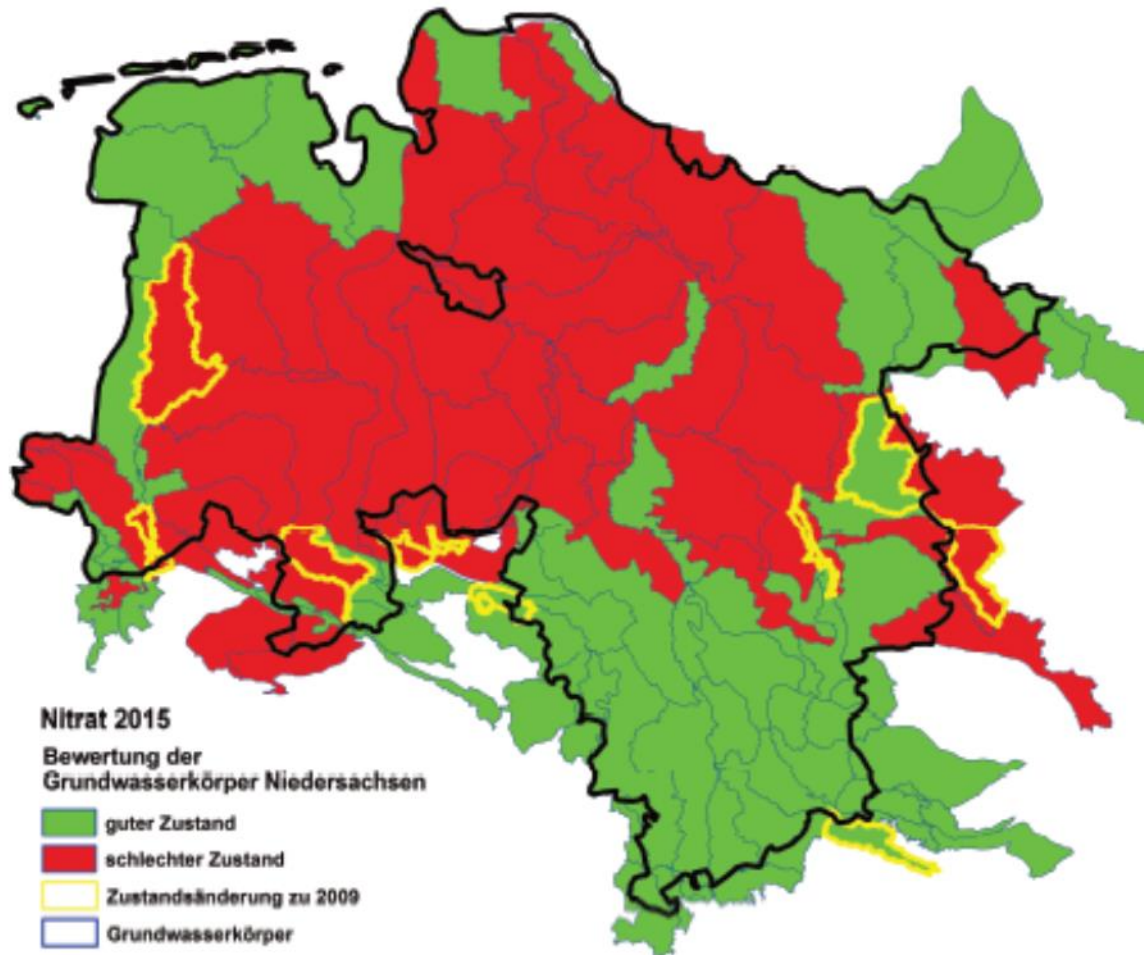 Nitrat 2015
Bewertung der
Grundwasserkörper Niedersachsen
guter Zustand
schlechter Zustand
Zustandsänderung zu 2009
Grundwasserkörper